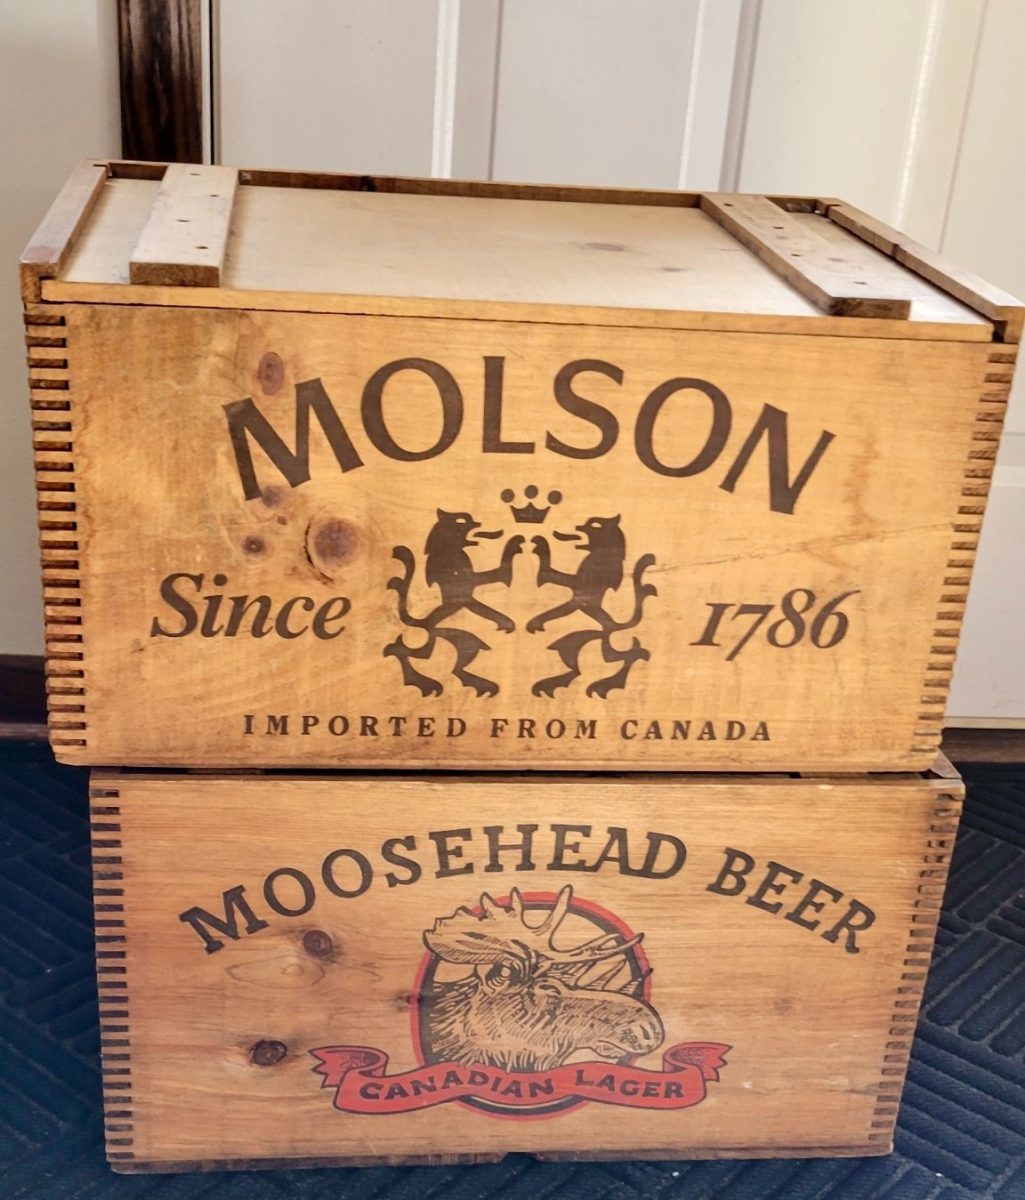 MOLSON
Since 1786
IMPORTED FROM CANADA
MOOSEHEAD BEER
CANADIAN LAGER